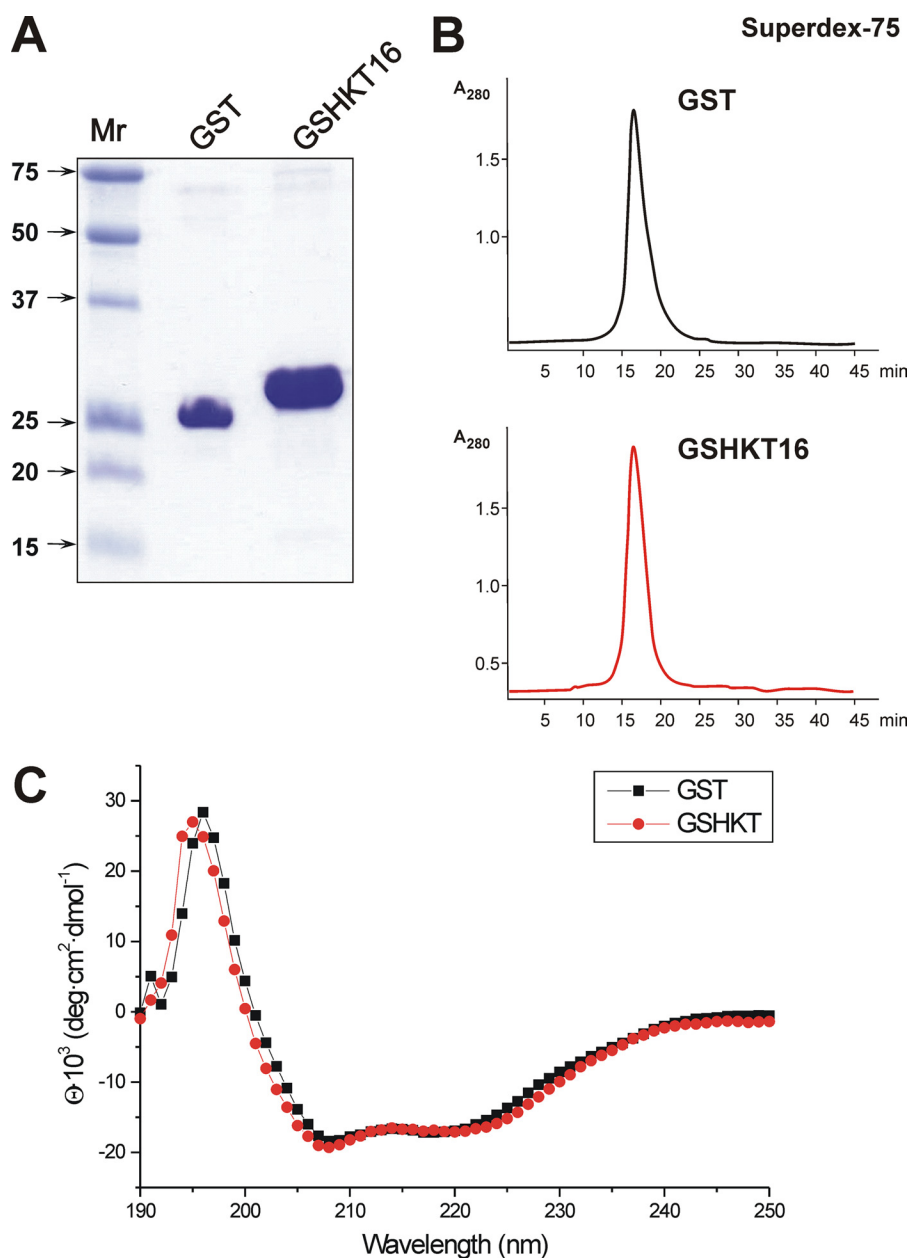 A
Mr
GST
GSHKT16
75
50
37
25
20
15
B
Superdex-75
A280
GST
1.5
1.0
5 10 15 20 25 30 35 40 45 min
A280
GSHKT16
1.5
1.0
0.5
5 10 15 20 25 30 35 40 45 min
C
GST
GSHKT
30
20
10
0
-10
-20
Θ·10³ (deg·cm²·dmol⁻¹)
190 200 210 220 230 240 250
Wavelength (nm)